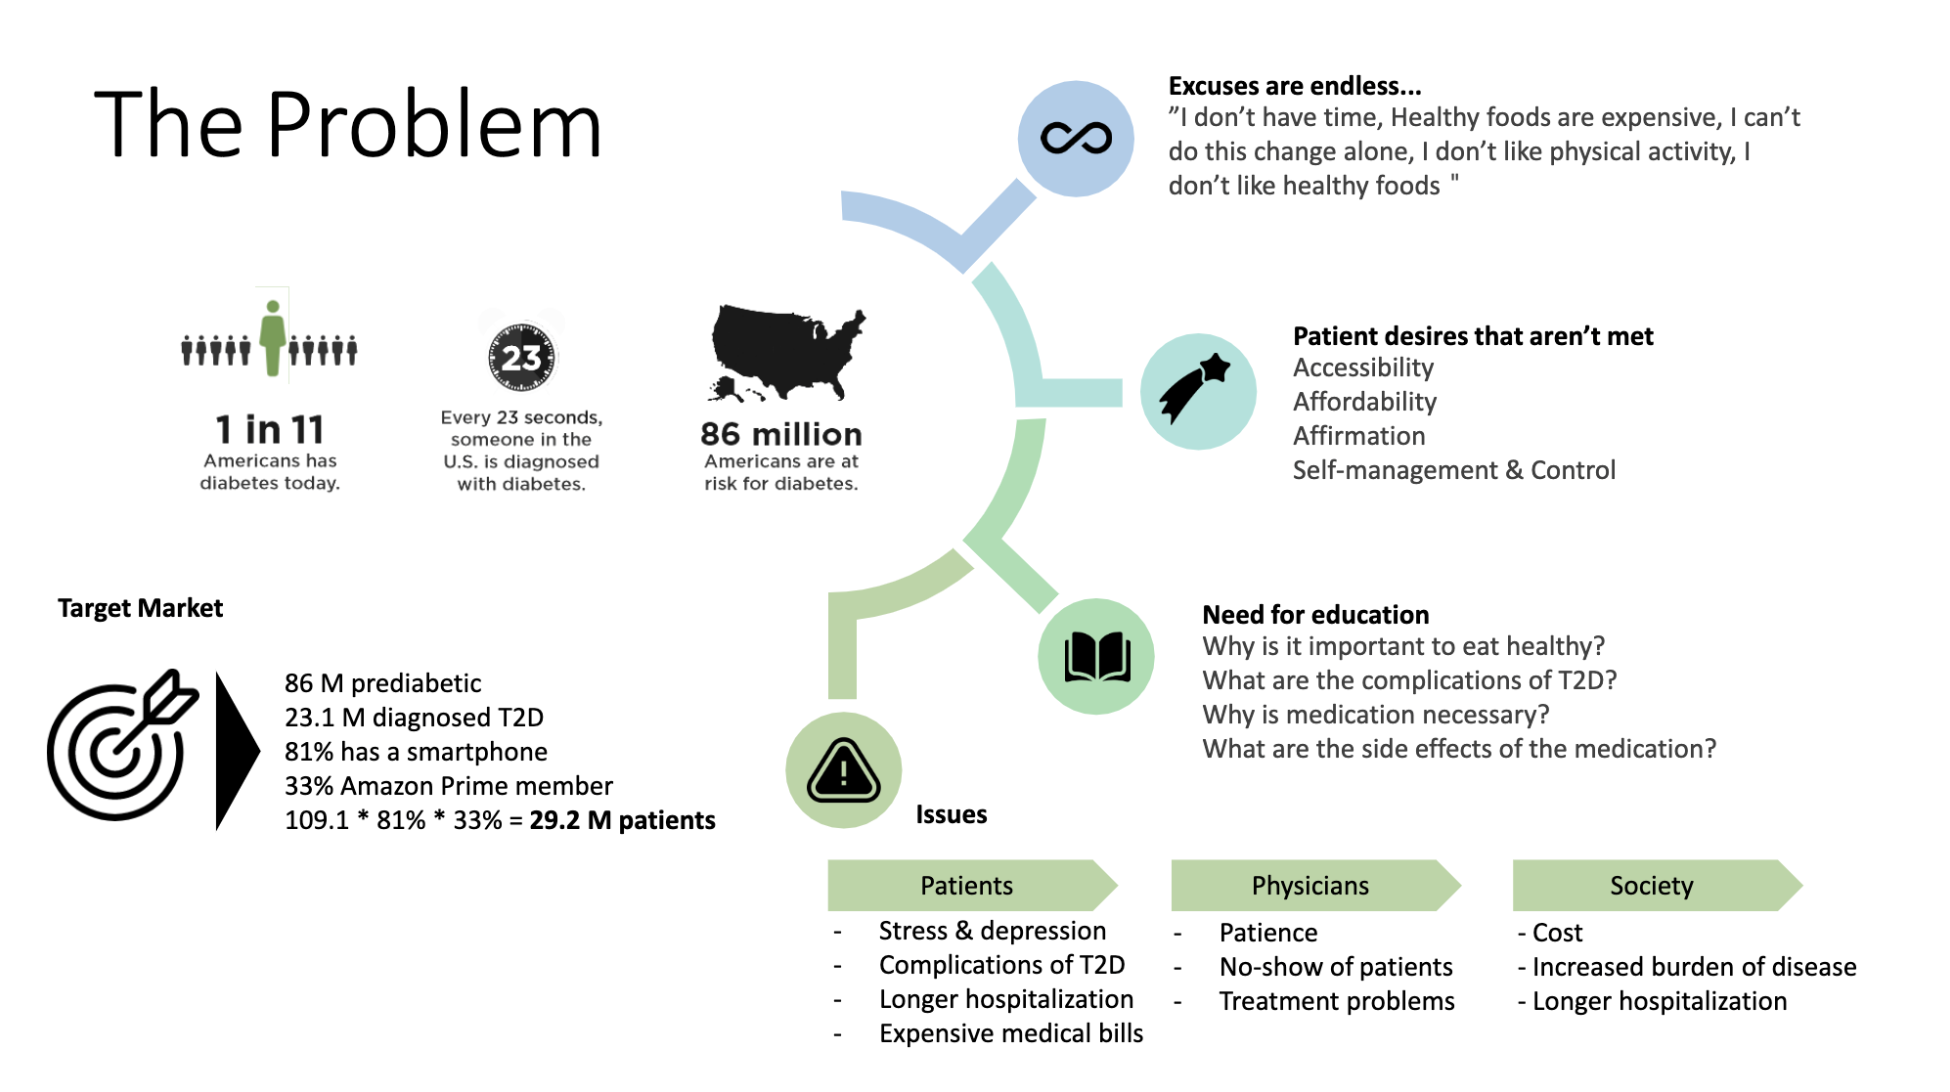 The Problem
1 in 11
Americans has
diabetes today.
23
Every 23 seconds,
someone in the
U.S. is diagnosed
with diabetes.
86 million
Americans are at
risk for diabetes.
Target Market
86 M prediabetic
23.1 M diagnosed T2D
81% has a smartphone
33% Amazon Prime member
109.1 * 81% * 33% = 29.2 M patients
Excuses are endless...
”I don’t have time, Healthy foods are expensive, I can’t
do this change alone, I don’t like physical activity, I
don’t like healthy foods "
Patient desires that aren’t met
Accessibility
Affordability
Affirmation
Self-management & Control
Need for education
Why is it important to eat healthy?
What are the complications of T2D?
Why is medication necessary?
What are the side effects of the medication?
Issues
Patients
- Stress & depression
- Complications of T2D
- Longer hospitalization
- Expensive medical bills
Physicians
- Patience
- No-show of patients
- Treatment problems
Society
- Cost
- Increased burden of disease
- Longer hospitalization